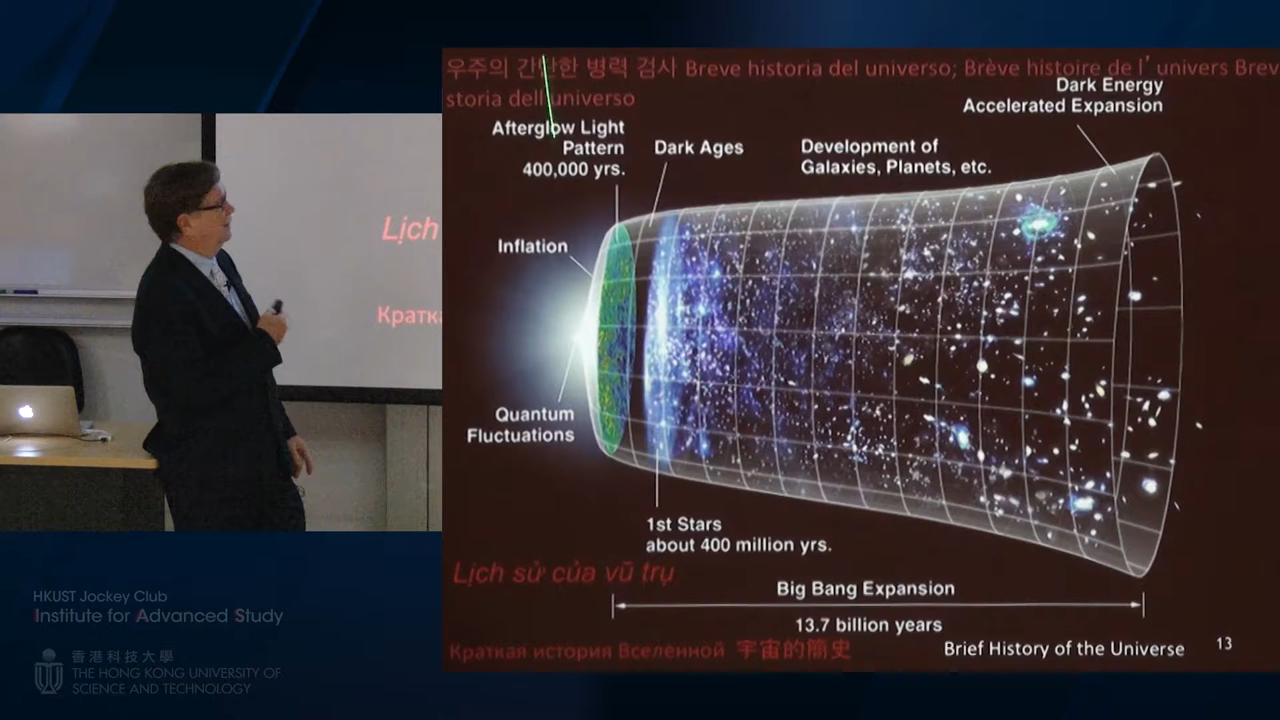 우주의 간단한 병력 검사 Breve historia del universo; Brève histoire de l’ univers Brev
storia dell universo
Dark Energy
Accelerated Expansion
Afterglow Light
Pattern
400,000 yrs.
Dark Ages
Development of
Galaxies, Planets, etc.
Inflation
Quantum
Fluctuations
1st Stars
about 400 million yrs.
Lịch sử của vũ trụ
Big Bang Expansion
13.7 billion years
Краткая история Вселенной 宇宙的簡史
Brief History of the Universe
13
Lịch
Кратка
HKUST Jockey Club
Institute for Advanced Study
香港科技大學
THE HONG KONG UNIVERSITY OF
SCIENCE AND TECHNOLOGY